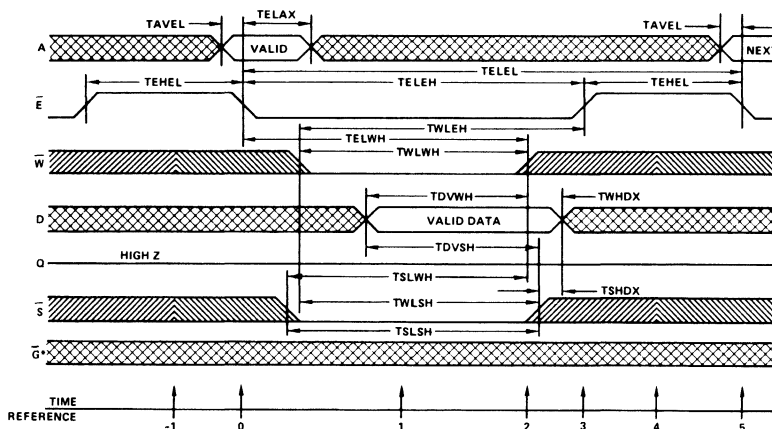 TAVEL TELAX TAVEL
A VALID NEXT
TELEL
TEHEL TELEH TEHEL
E
TWLEH
TELWH
W TWLWH
TDVWH TWHDX
D VALID DATA
TDVSH
HIGH Z
Q
TSLWH
TWLSH TSHDX
S
TSLSH
G*
TIME
REFERENCE
-1 0 1 2 3 4 5